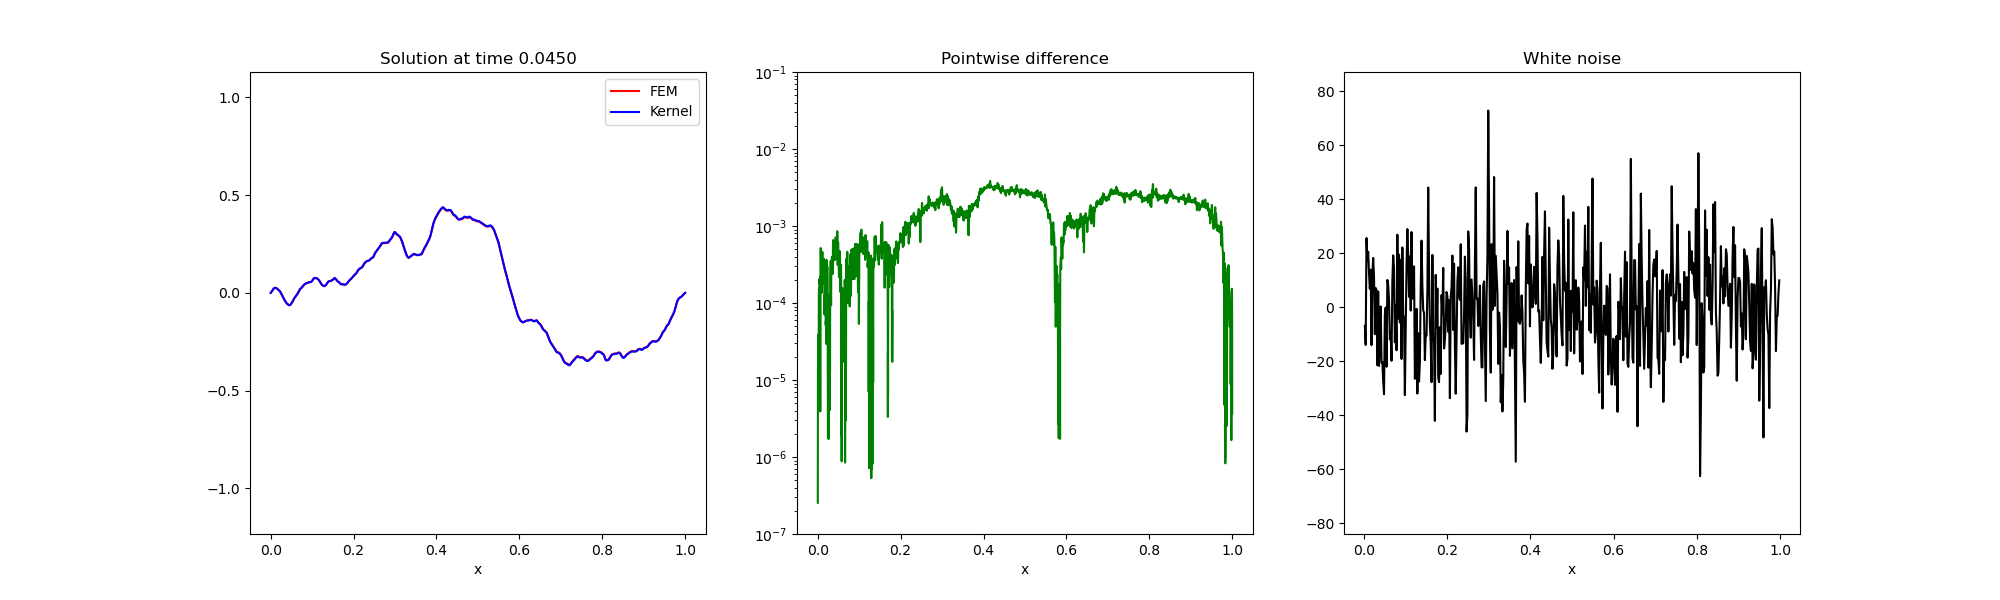 Solution at time 0.0450
1.0
0.5
0.0
−0.5
−1.0
0.0 0.2 0.4 0.6 0.8 1.0
x
FEM
Kernel
Pointwise difference
10⁻¹
10⁻²
10⁻³
10⁻⁴
10⁻⁵
10⁻⁶
10⁻⁷
0.0 0.2 0.4 0.6 0.8 1.0
x
White noise
80
60
40
20
0
−20
−40
−60
−80
0.0 0.2 0.4 0.6 0.8 1.0
x